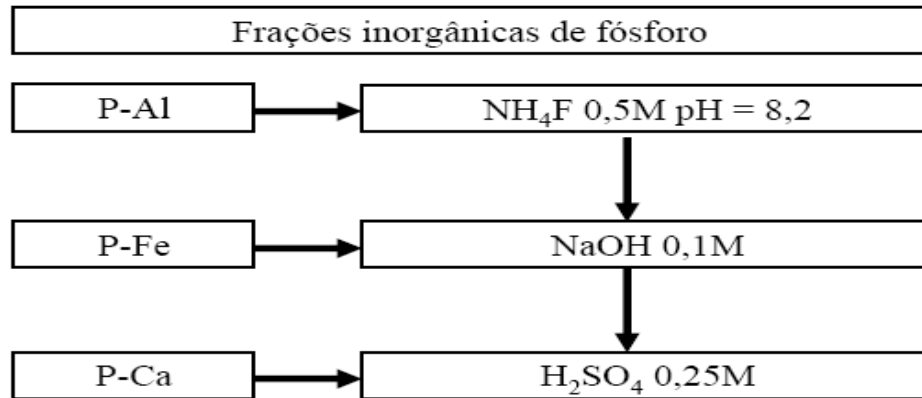 Frações inorgânicas de fósforo
P-Al
NH₄F 0,5M pH = 8,2
P-Fe
NaOH 0,1M
P-Ca
H₂SO₄ 0,25M